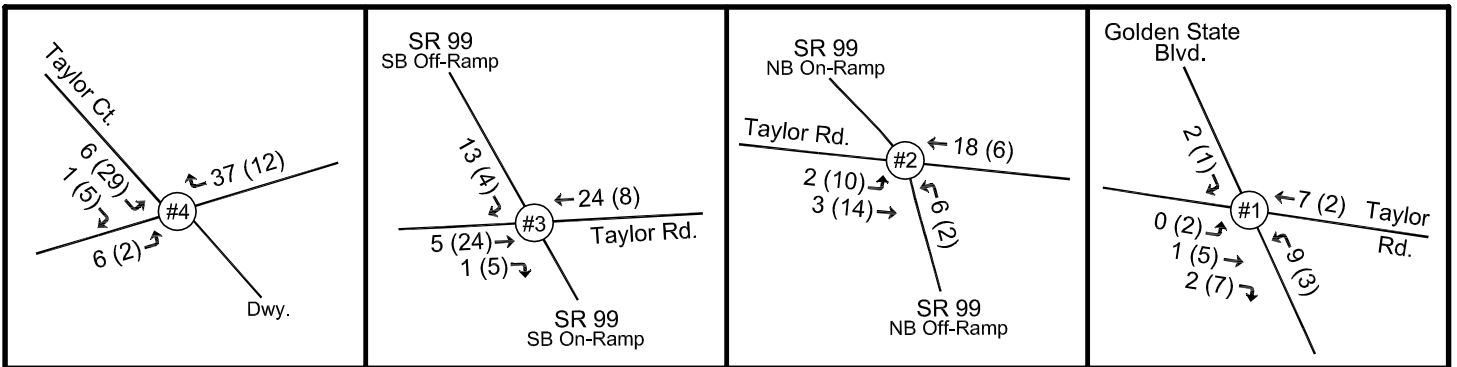 Taylor Ct.
6 (29)
1 (5)
37 (12)
#4
6 (2)
Dwy.
SR 99
SB Off-Ramp
13 (4)
24 (8)
#3
5 (24)
1 (5)
Taylor Rd.
SR 99
SB On-Ramp
SR 99
NB On-Ramp
Taylor Rd.
#2
18 (6)
2 (10)
3 (14)
6 (2)
SR 99
NB Off-Ramp
Golden State
Blvd.
2 (1)
#1
7 (2)
Taylor
Rd.
0 (2)
1 (5)
2 (7)
9 (3)